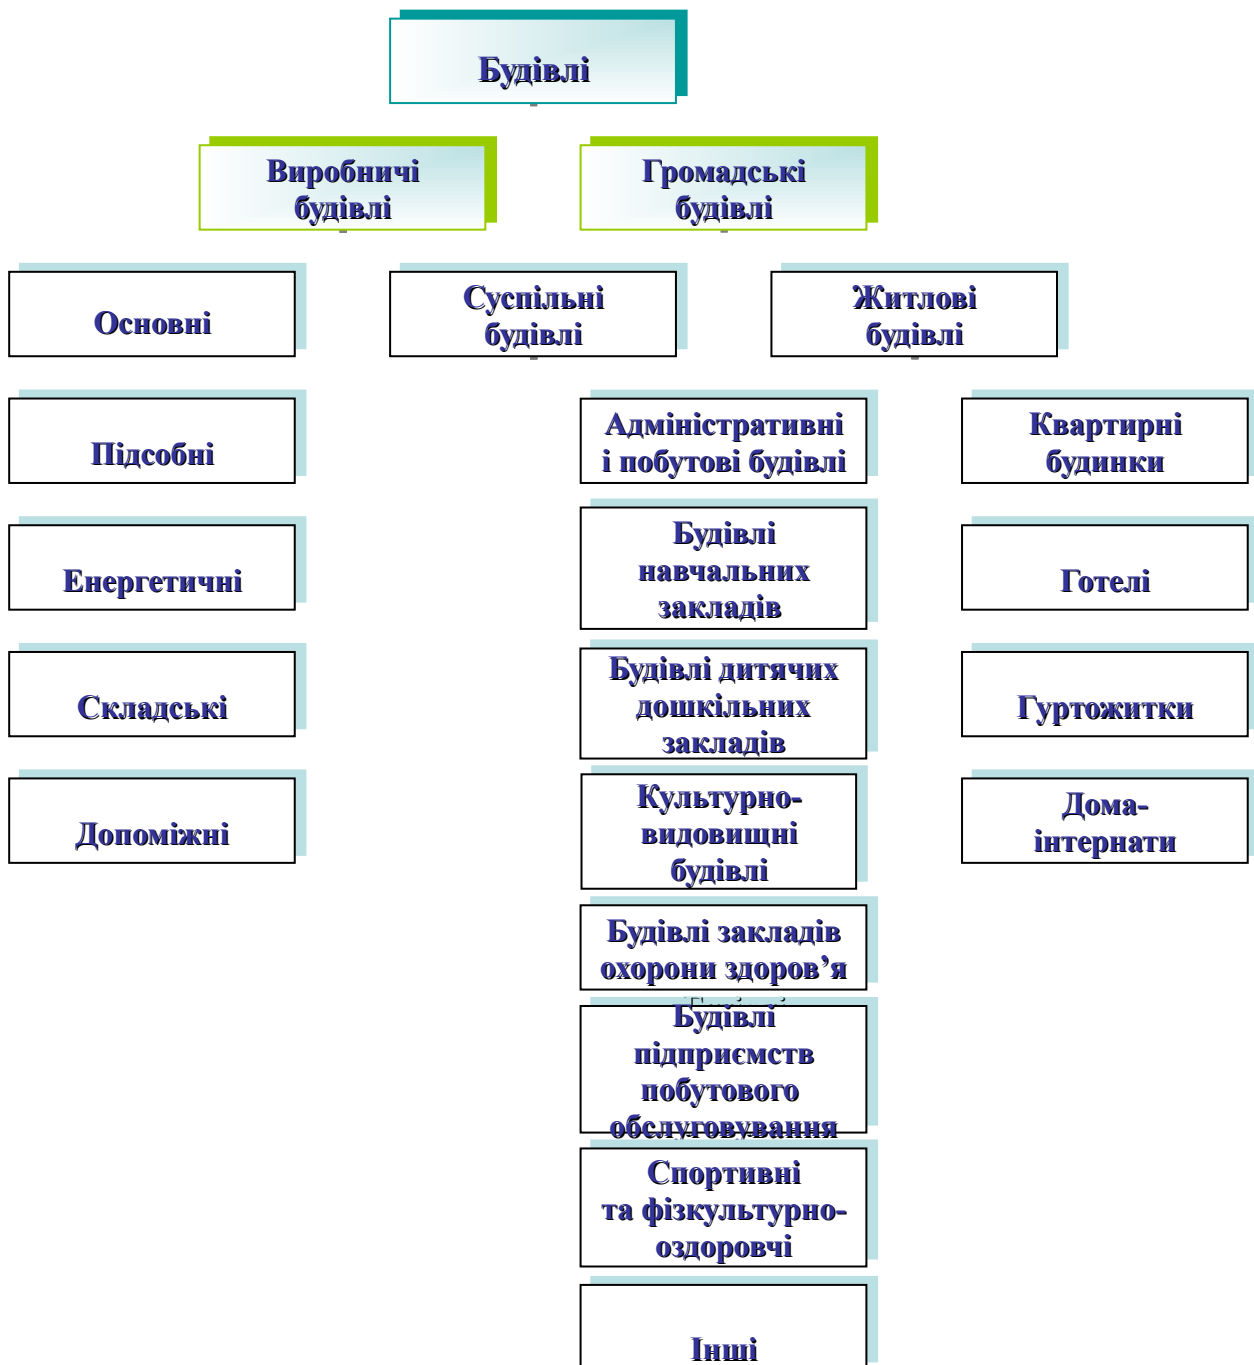 Будівлі
Виробничі
будівлі
Громадські
будівлі
Основні
Суспільні
будівлі
Житлові
будівлі
Підсобні
Адміністративні
і побутові будівлі
Квартирні
будинки
Енергетичні
Будівлі
навчальних
закладів
Готелі
Складські
Будівлі дитячих
дошкільних
закладів
Гуртожитки
Допоміжні
Культурно-
видовищні
будівлі
Дома-
інтернати
Будівлі закладів
охорони здоров’я
Будівлі
підприємств
побутового
обслуговування
Спортивні
та фізкультурно-
оздоровчі
Інші